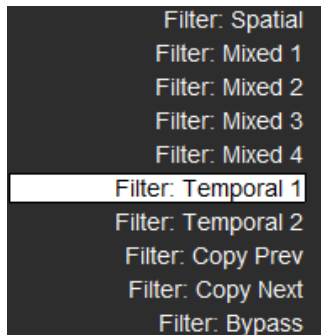 Filter: Spatial
Filter: Mixed 1
Filter: Mixed 2
Filter: Mixed 3
Filter: Mixed 4
Filter: Temporal 1
Filter: Temporal 2
Filter: Copy Prev
Filter: Copy Next
Filter: Bypass